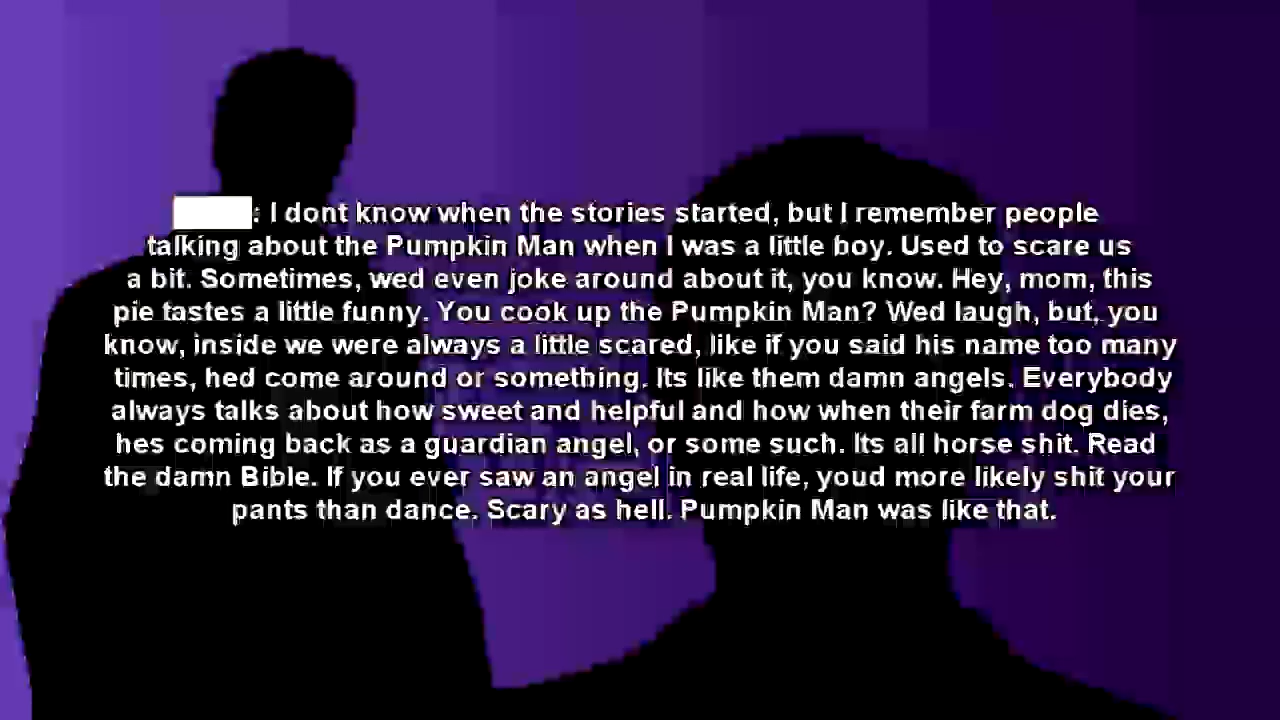 : I dont know when the stories started, but I remember people
talking about the Pumpkin Man when I was a little boy. Used to scare us
a bit. Sometimes, wed even joke around about it, you know. Hey, mom, this
pie tastes a little funny. You cook up the Pumpkin Man? Wed laugh, but, you
know, inside we were always a little scared, like if you said his name too many
times, hed come around or something. Its like them damn angels. Everybody
always talks about how sweet and helpful and how when their farm dog dies,
hes coming back as a guardian angel, or some such. Its all horse shit. Read
the damn Bible. If you ever saw an angel in real life, youd more likely shit your
pants than dance. Scary as hell. Pumpkin Man was like that.